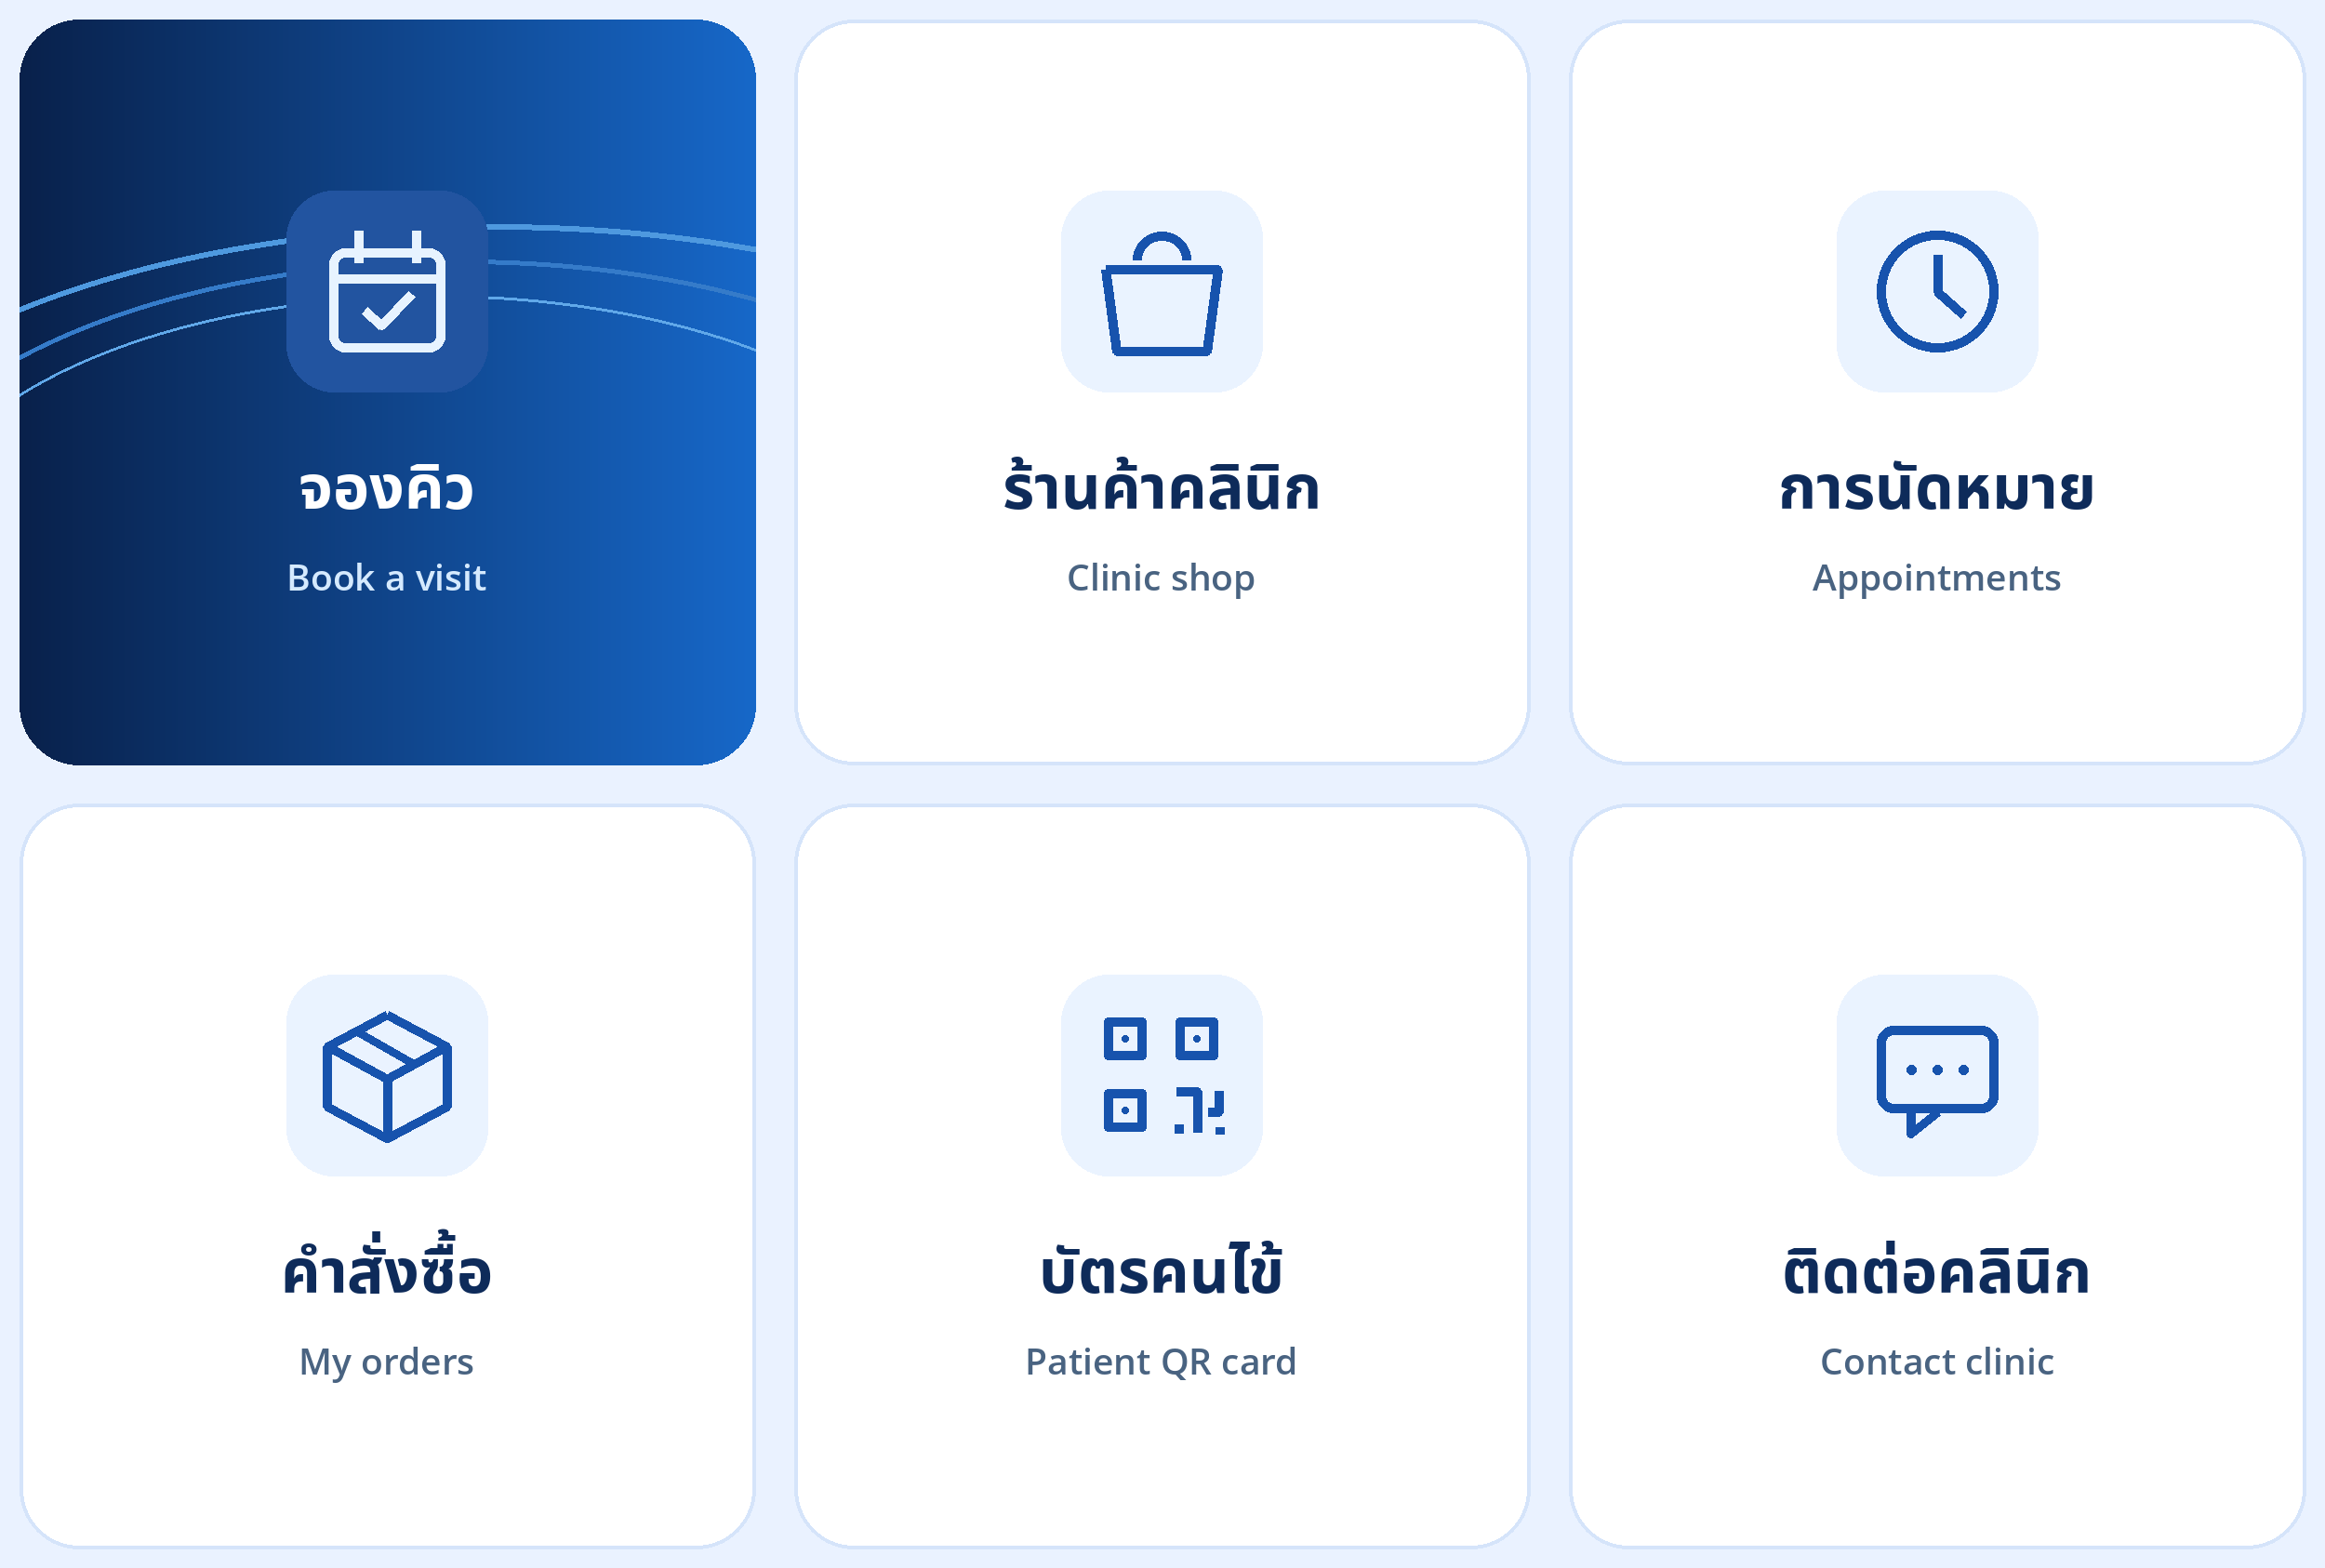 จองคิว
Book a visit
ร้านค้าคลินิก
Clinic shop
การนัดหมาย
Appointments
คำสั่งซื้อ
My orders
บัตรคนไข้
Patient QR card
ติดต่อคลินิก
Contact clinic